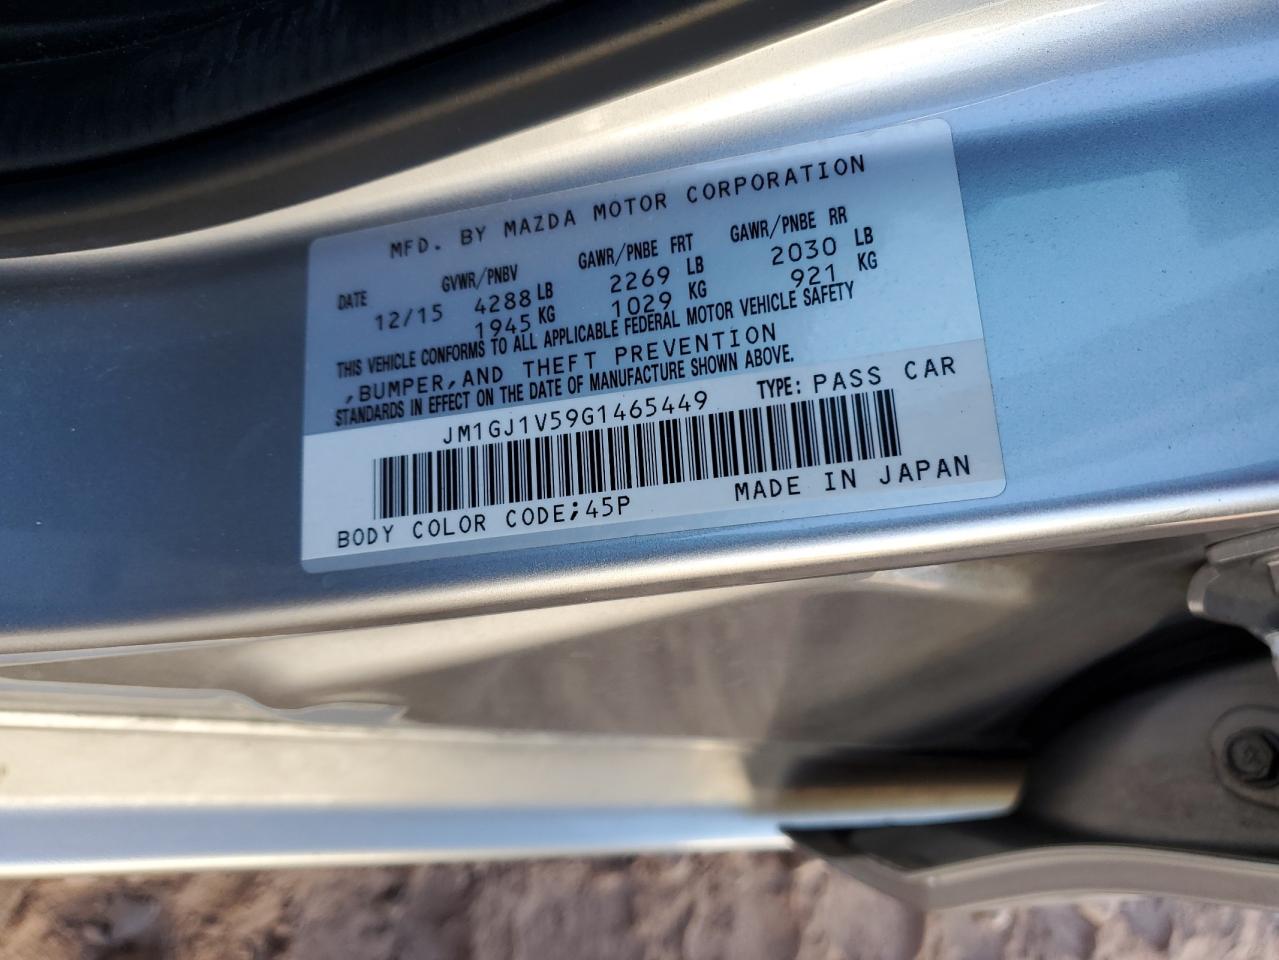 MFD. BY MAZDA MOTOR CORPORATION
DATE GVWR/PNBV GAWR/PNBE FRT GAWR/PNBE RR
12/15 4288 LB 2269 LB 2030 LB
1945 KG 1029 KG 921 KG
THIS VEHICLE CONFORMS TO ALL APPLICABLE FEDERAL MOTOR VEHICLE SAFETY
,BUMPER,AND THEFT PREVENTION
STANDARDS IN EFFECT ON THE DATE OF MANUFACTURE SHOWN ABOVE.
JM1GJ1V59G1465449 TYPE: PASS CAR
BODY COLOR CODE;45P MADE IN JAPAN